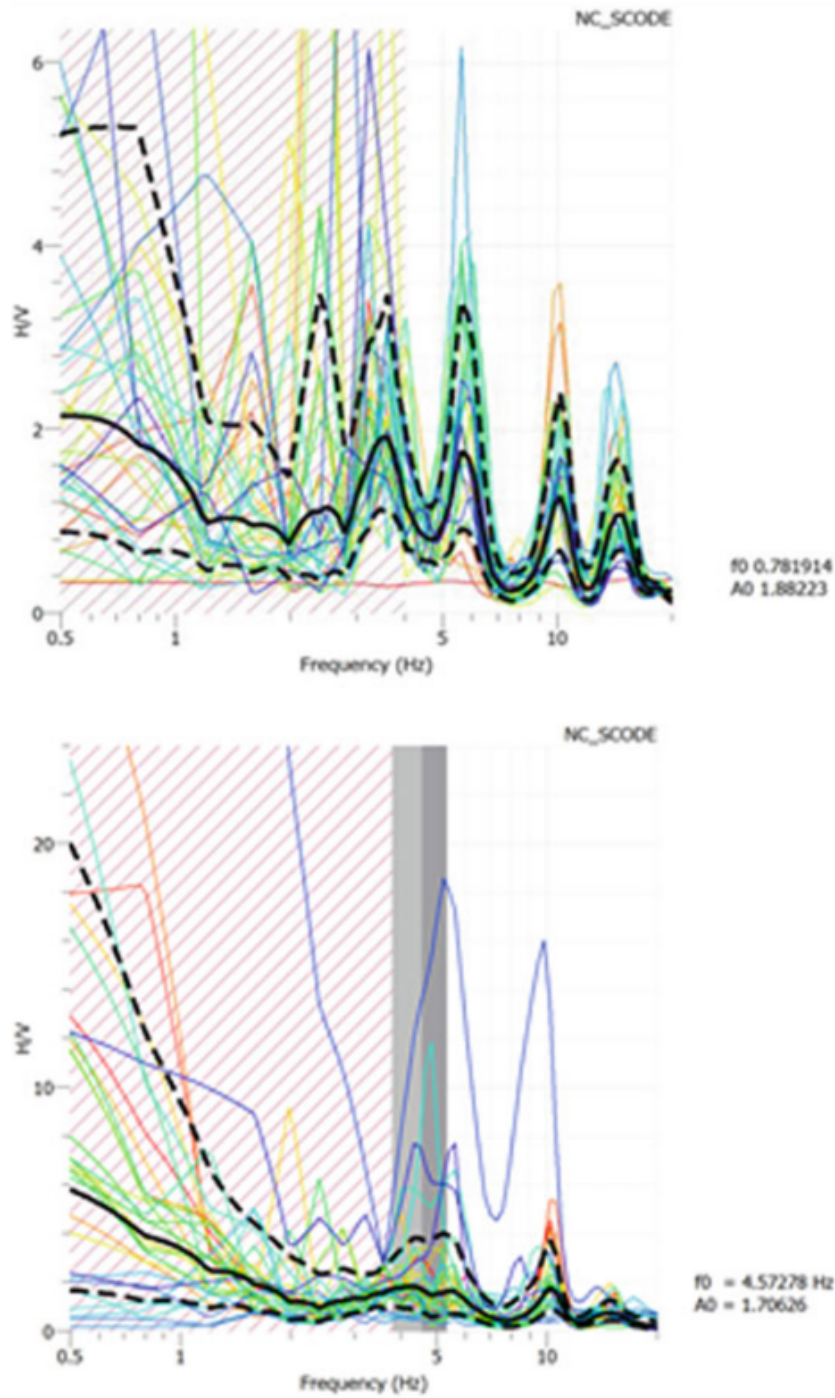 NC_SCODE
6
4
2
0
H/V
0.5
1
5
10
Frequency (Hz)
f0 0.781914
A0 1.88223
NC_SCODE
20
10
0
H/V
0.5
1
5
10
Frequency (Hz)
f0 = 4.57278 Hz
A0 = 1.70626